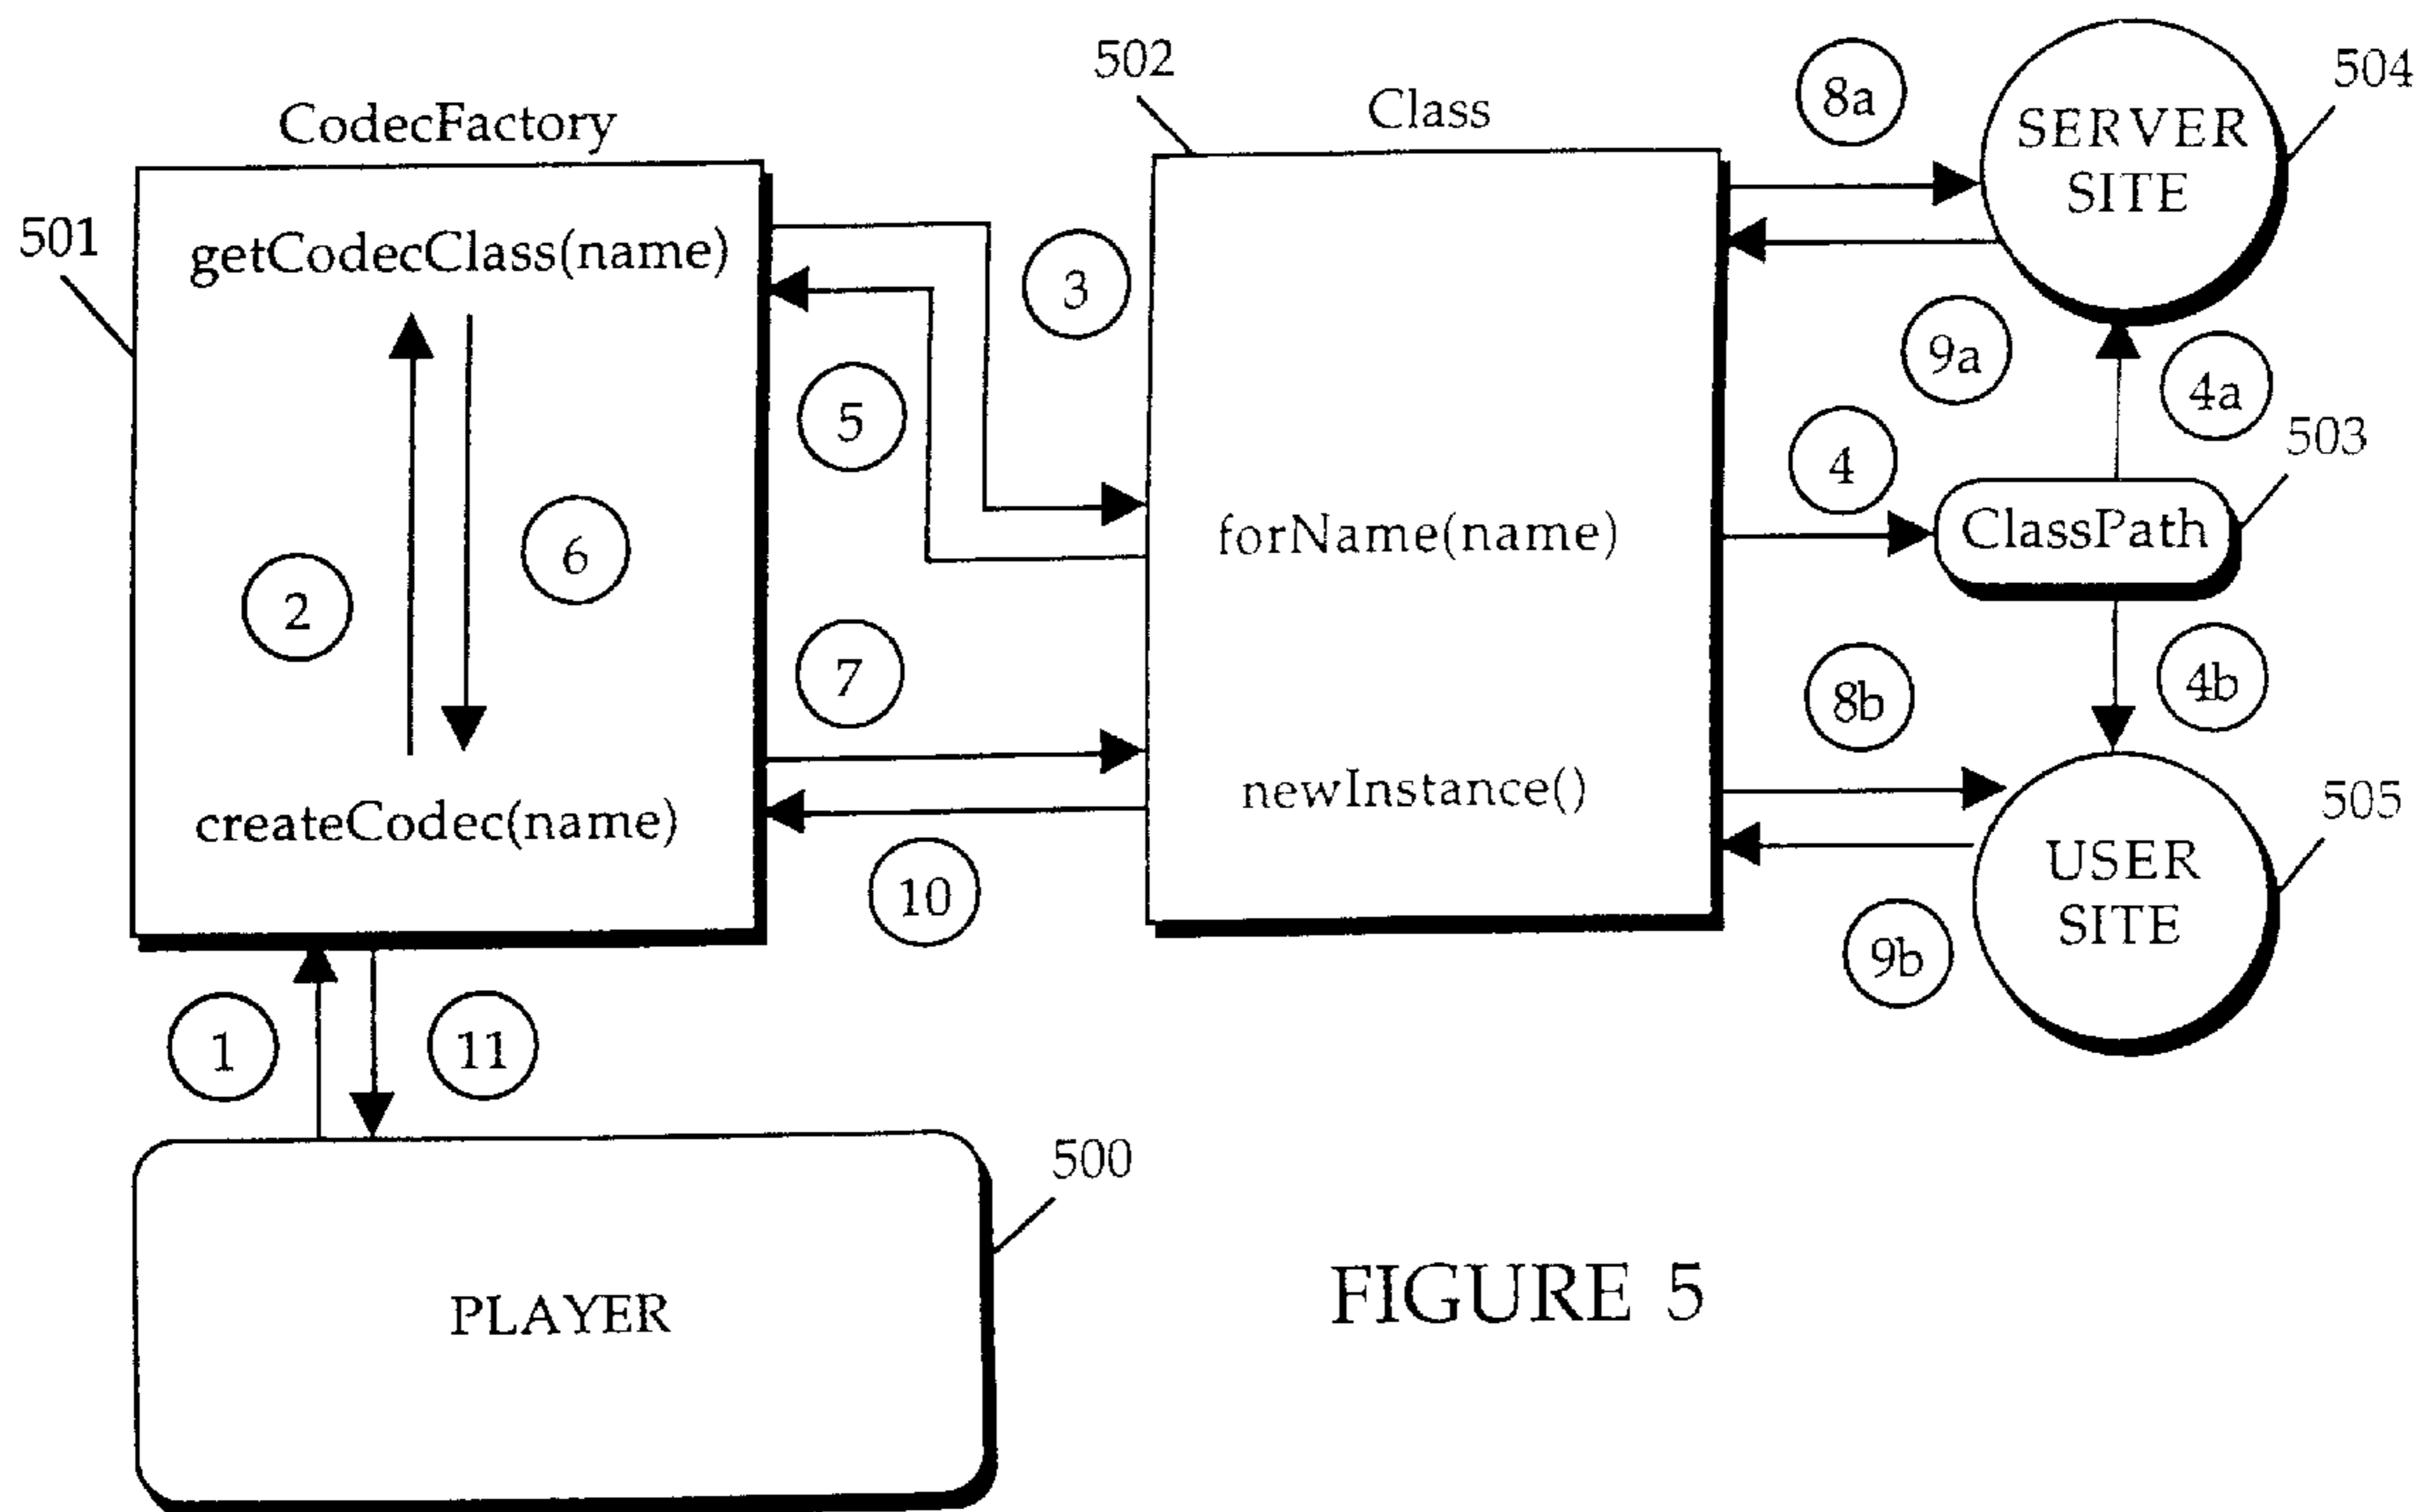 502
504
8a
CodecFactory
Class
SERVER
SITE
501
getCodecClass(name)
3
9a
4a
5
503
4
ClassPath
forName(name)
6
2
7
8b
4b
newInstance()
505
createCodec(name)
USER
SITE
10
9b
1
11
500
PLAYER
FIGURE 5